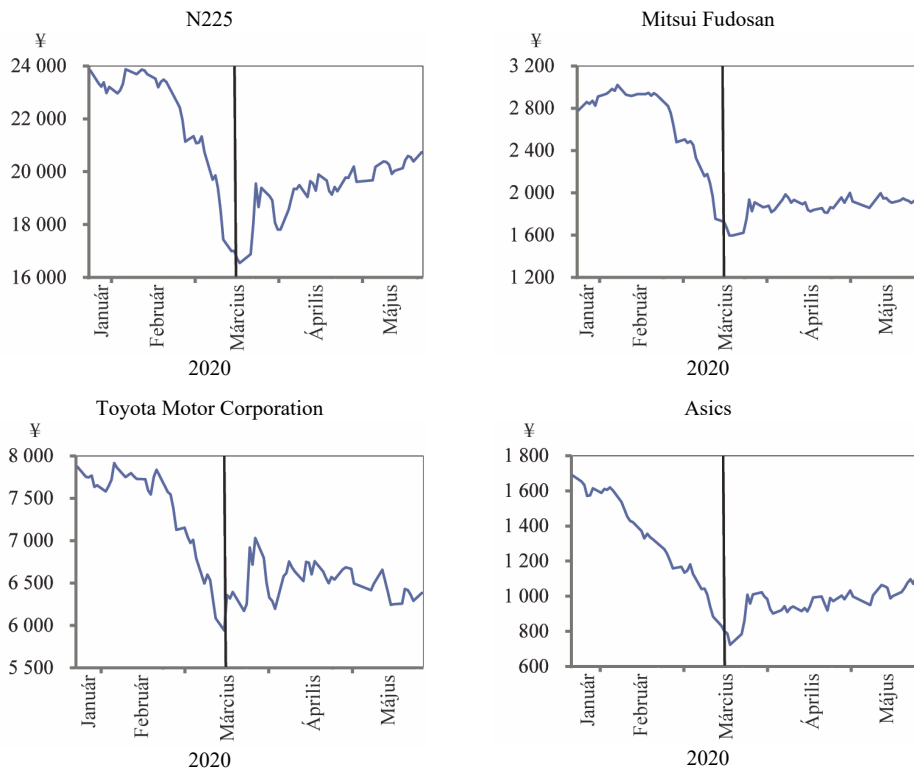 N225
¥
24 000
22 000
20 000
18 000
16 000
Január
Február
Március
Április
Május
2020
Mitsui Fudosan
¥
3 200
2 800
2 400
2 000
1 600
1 200
Január
Február
Március
Április
Május
2020
Toyota Motor Corporation
¥
8 000
7 500
7 000
6 500
6 000
5 500
Január
Február
Március
Április
Május
2020
Asics
¥
1 800
1 600
1 400
1 200
1 000
800
600
Január
Február
Március
Április
Május
2020